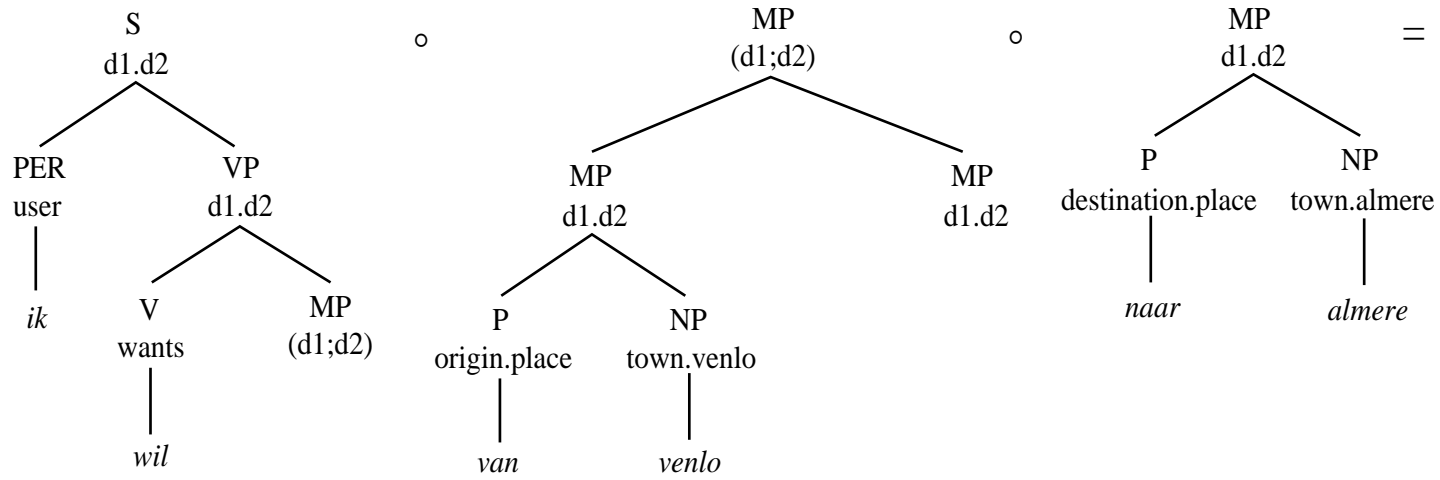 S
d1.d2
PER VP
user d1.d2
ik V MP
wants (d1;d2)
wil
∘
MP
(d1;d2)
MP MP
d1.d2 d1.d2
P NP
origin.place town.venlo
van venlo
∘
MP
d1.d2
P NP
destination.place town.almere
naar almere
=